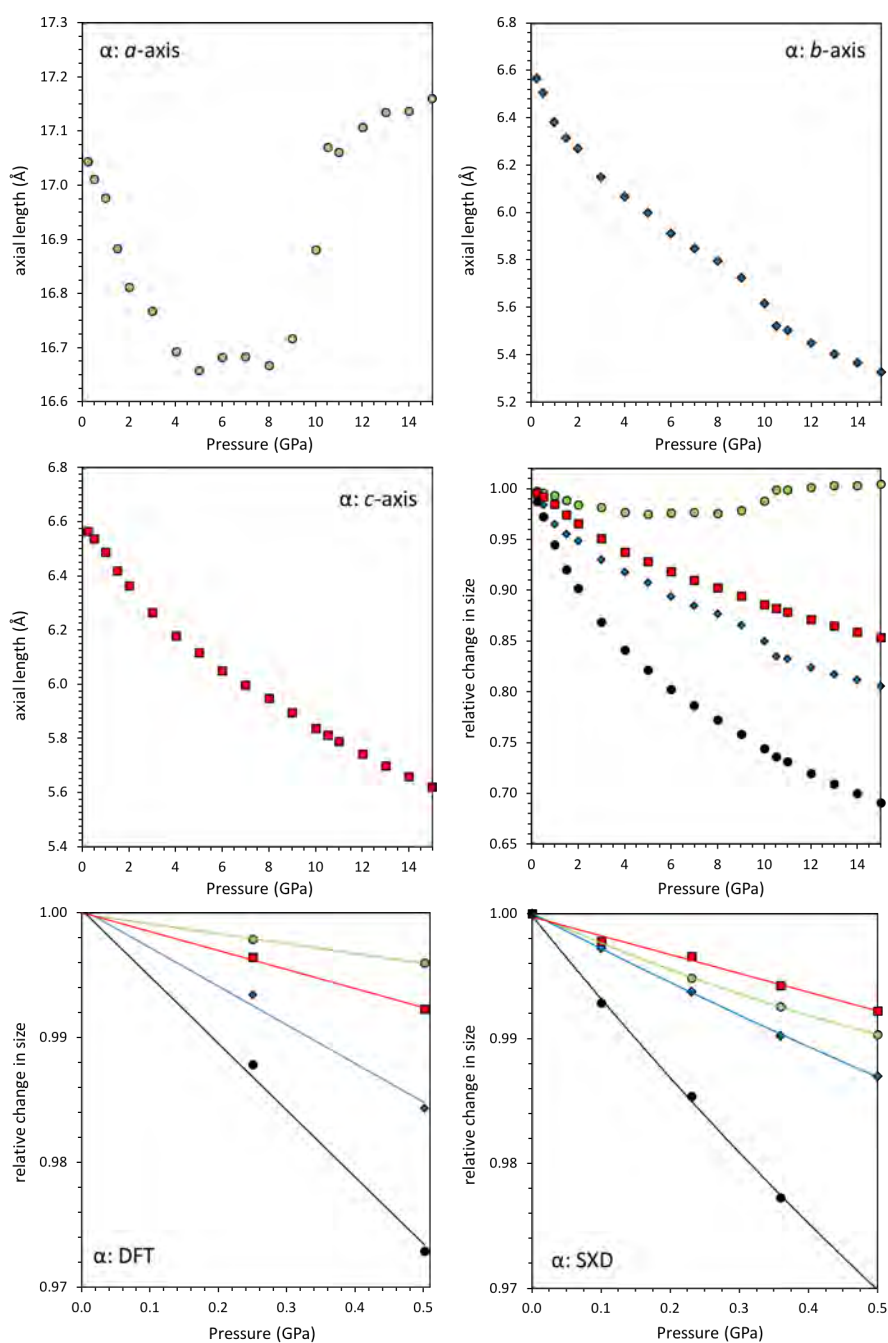 α: a-axis
17.3
17.2
17.1
17.0
16.9
16.8
16.7
16.6
axial length (Å)
0 2 4 6 8 10 12 14
Pressure (GPa)
α: b-axis
6.8
6.6
6.4
6.2
6.0
5.8
5.6
5.4
5.2
axial length (Å)
0 2 4 6 8 10 12 14
Pressure (GPa)
α: c-axis
6.8
6.6
6.4
6.2
6.0
5.8
5.6
5.4
axial length (Å)
0 2 4 6 8 10 12 14
Pressure (GPa)
1.00
0.95
0.90
0.85
0.80
0.75
0.70
0.65
relative change in size
0 2 4 6 8 10 12 14
Pressure (GPa)
1.00
0.99
0.98
0.97
relative change in size
α: DFT
0.0 0.1 0.2 0.3 0.4 0.5
Pressure (GPa)
1.00
0.99
0.98
0.97
relative change in size
α: SXD
0.0 0.1 0.2 0.3 0.4 0.5
Pressure (GPa)